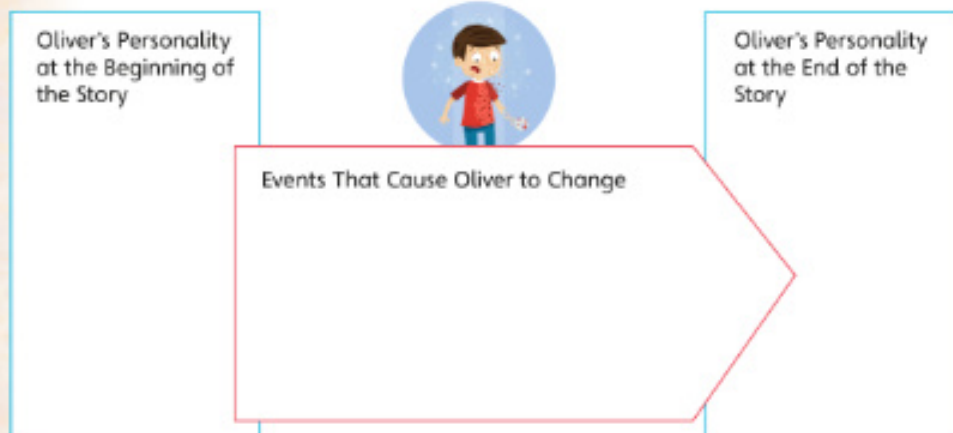 Oliver's Personality
at the Beginning of
the Story
Events That Cause Oliver to Change
Oliver's Personality
at the End of the
Story